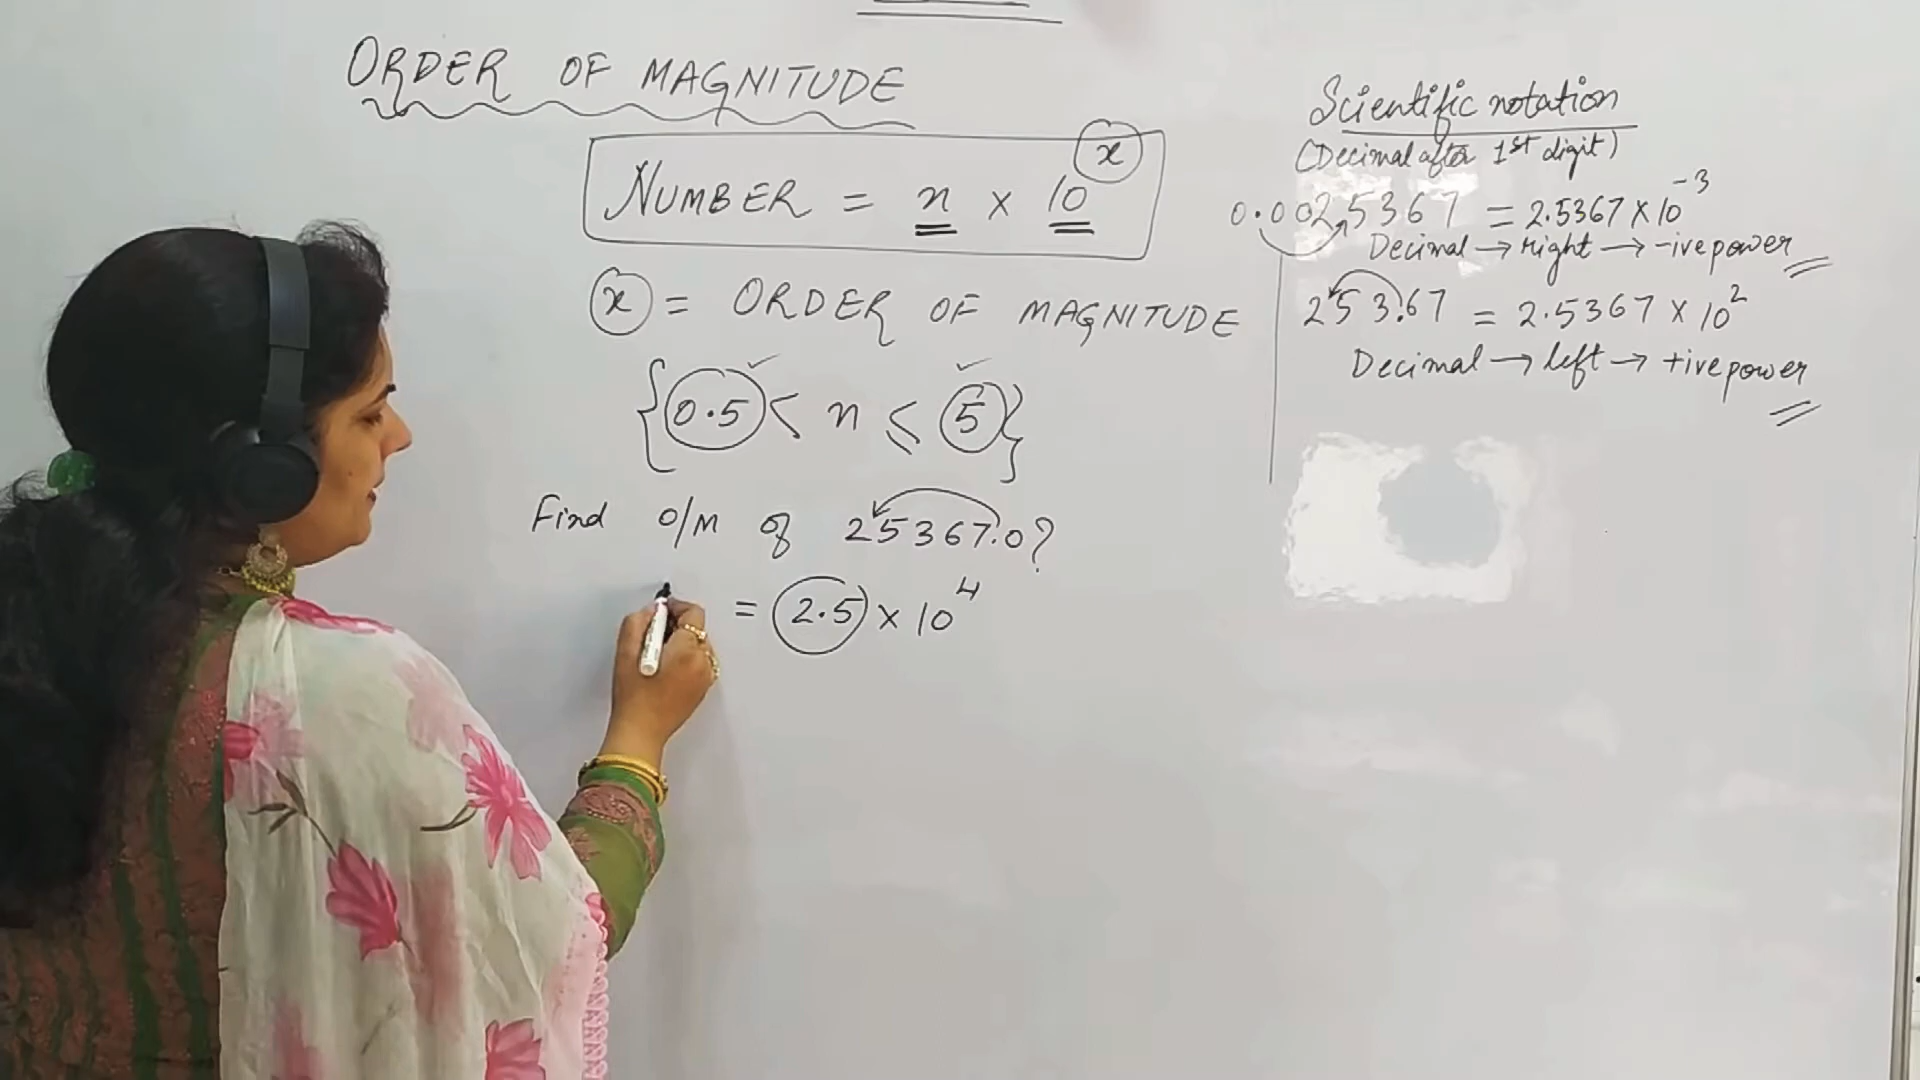 ORDER OF MAGNITUDE
NUMBER = n × 10^x
x = ORDER OF MAGNITUDE
{0.5 < n ≤ 5}
Find O/M of 25367.0?
= 2.5 × 10^4
Scientific notation
(Decimal after 1st digit)
0.0025367 = 2.5367 × 10^-3
Decimal → right → -ive power
253.67 = 2.5367 × 10^2
Decimal → left → +ive power